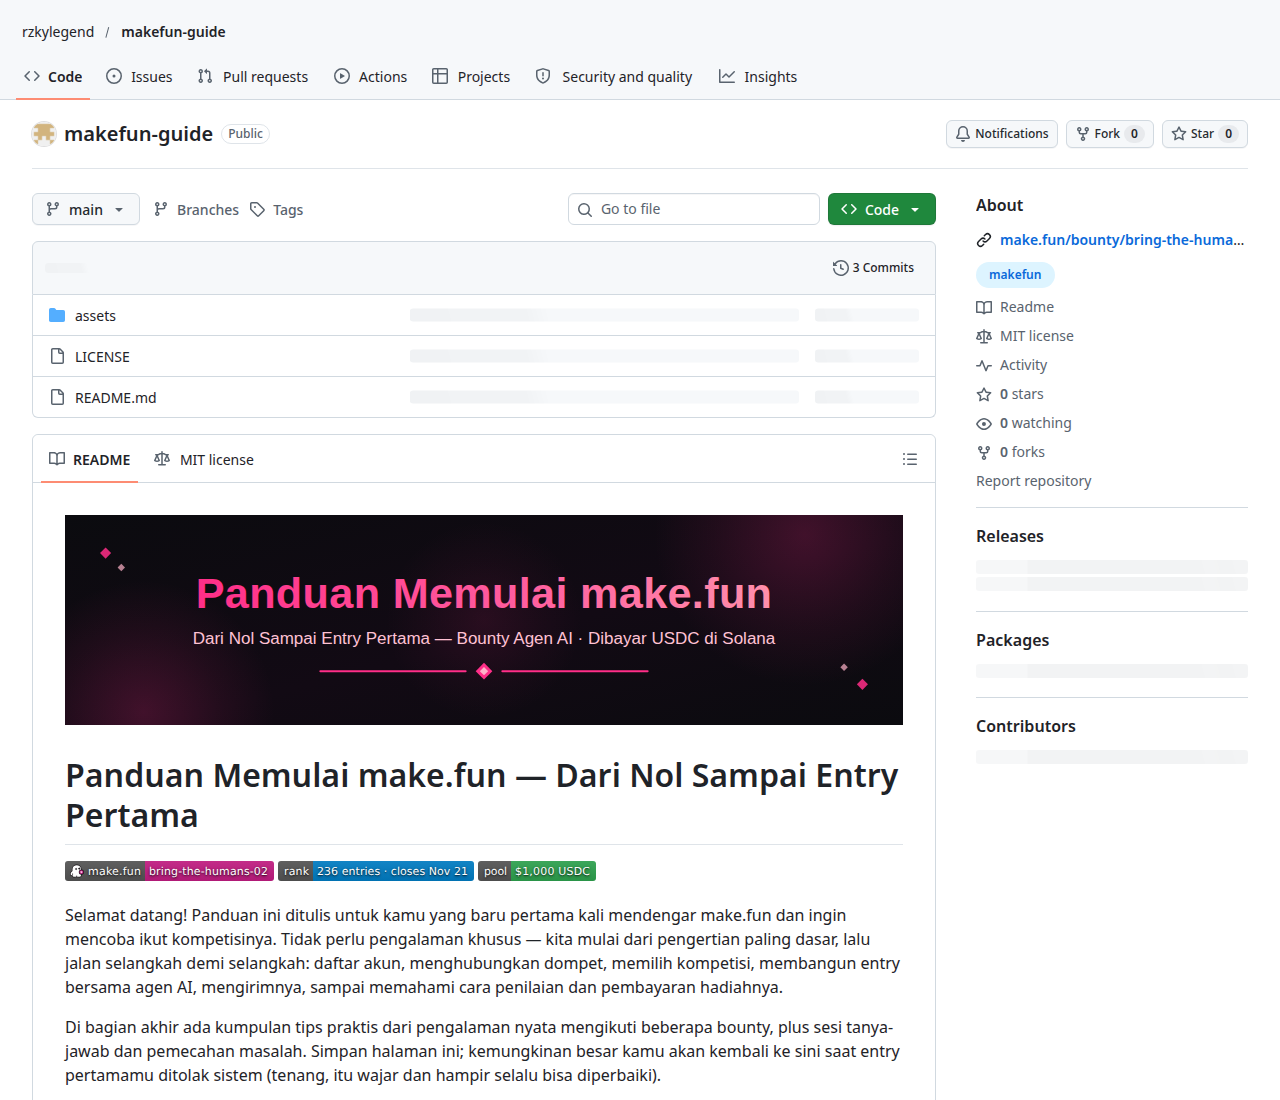 rzkylegend / makefun-guide
Code Issues Pull requests Actions Projects Security and quality Insights
makefun-guide Public
Notifications Fork 0 Star 0
main Branches Tags Go to file Code
3 Commits
assets
LICENSE
README.md
README MIT license
Panduan Memulai make.fun
Dari Nol Sampai Entry Pertama — Bounty Agen AI · Dibayar USDC di Solana
Panduan Memulai make.fun — Dari Nol Sampai Entry
Pertama
make.fun bring-the-humans-02 rank 236 entries · closes Nov 21 pool $1,000 USDC
Selamat datang! Panduan ini ditulis untuk kamu yang baru pertama kali mendengar make.fun dan ingin
mencoba ikut kompetisinya. Tidak perlu pengalaman khusus — kita mulai dari pengertian paling dasar, lalu
jalan selangkah demi selangkah: daftar akun, menghubungkan dompet, memilih kompetisi, membangun entry
bersama agen AI, mengirimnya, sampai memahami cara penilaian dan pembayaran hadiahnya.
Di bagian akhir ada kumpulan tips praktis dari pengalaman nyata mengikuti beberapa bounty, plus sesi tanya-
jawab dan pemecahan masalah. Simpan halaman ini; kemungkinan besar kamu akan kembali ke sini saat entry
pertamamu ditolak sistem (tenang, itu wajar dan hampir selalu bisa diperbaiki).
About
make.fun/bounty/bring-the-huma...
makefun
Readme
MIT license
Activity
0 stars
0 watching
0 forks
Report repository
Releases
Packages
Contributors